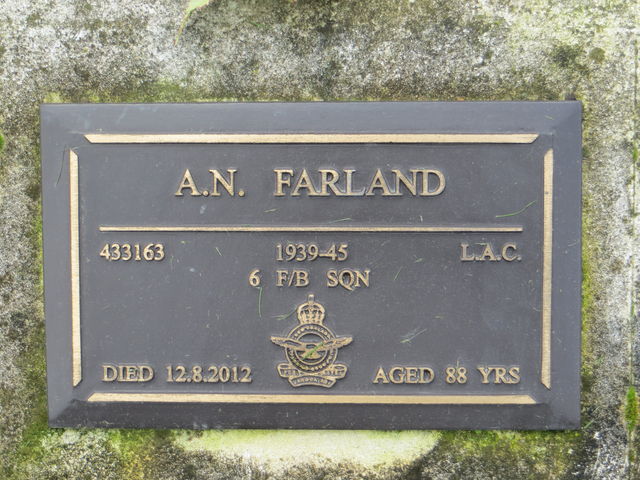 A.N. FARLAND
433163 1939-45 L.A.C.
6 F/B SQN
DIED 12.8.2012 AGED 88 YRS